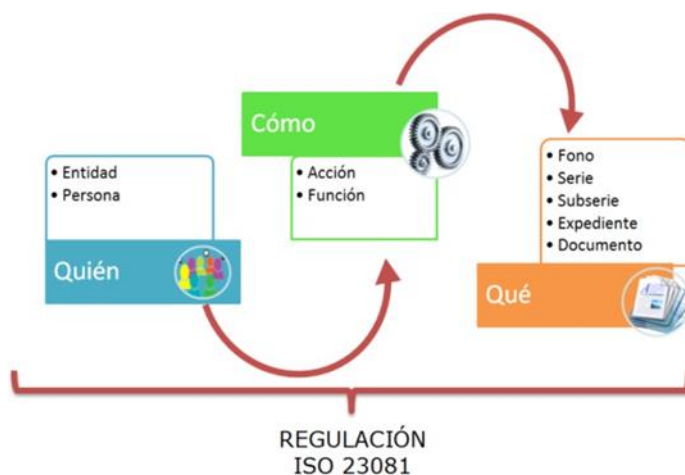 Quién
• Entidad
• Persona
Cómo
• Acción
• Función
Qué
• Fono
• Serie
• Subserie
• Expediente
• Documento
REGULACIÓN
ISO 23081